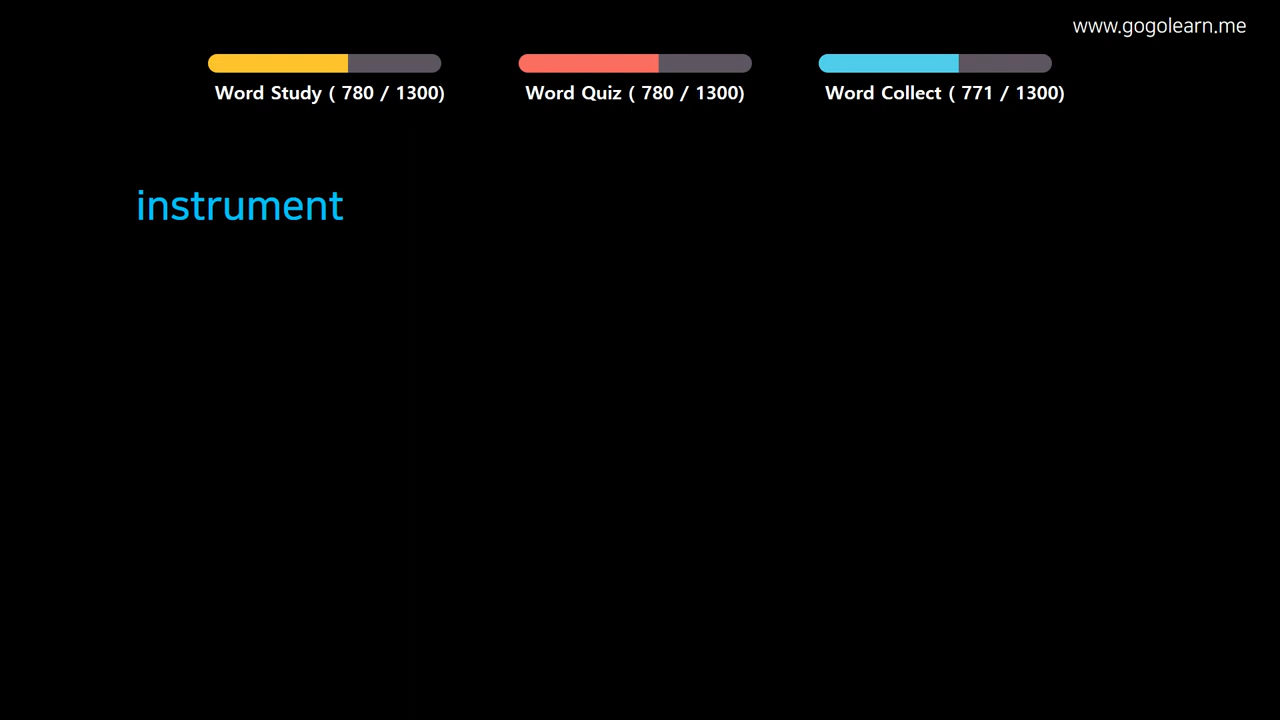 www.gogolearn.me
Word Study ( 780 / 1300)
Word Quiz ( 780 / 1300)
Word Collect ( 771 / 1300)
instrument